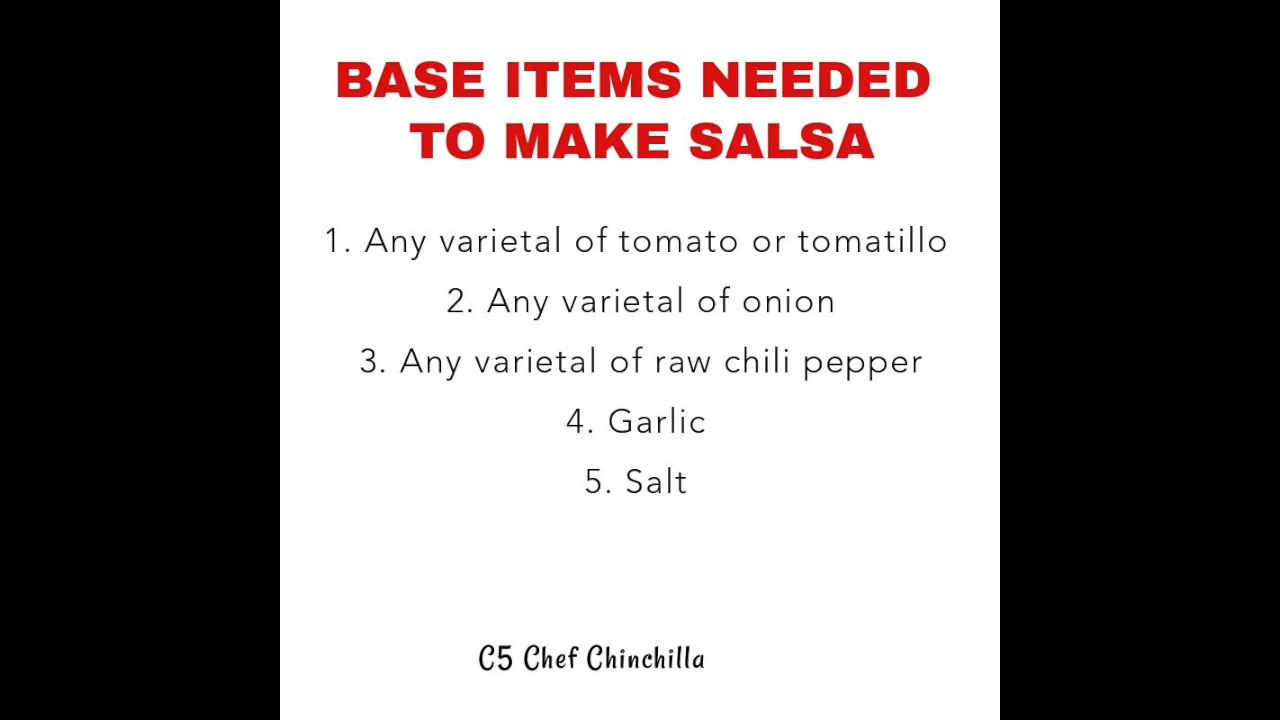 BASE ITEMS NEEDED
TO MAKE SALSA
1. Any varietal of tomato or tomatillo
2. Any varietal of onion
3. Any varietal of raw chili pepper
4. Garlic
5. Salt
C5 Chef Chinchilla